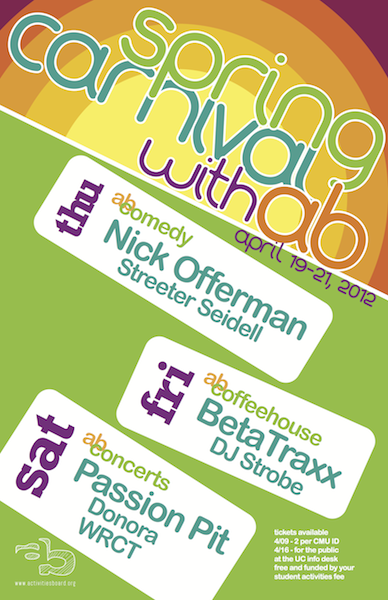 spring
carnival
with ab
april 19-21, 2012
thu
ab comedy
Nick Offerman
Streeter Seidell
fri
ab coffeehouse
BetaTraxx
DJ Strobe
sat
ab concerts
Passion Pit
Donora
WRCT
tickets available
4/09 - 2 per CMU ID
4/16 - for the public
at the UC info desk
free and funded by your
student activities fee
ab
www.activitiesboard.org